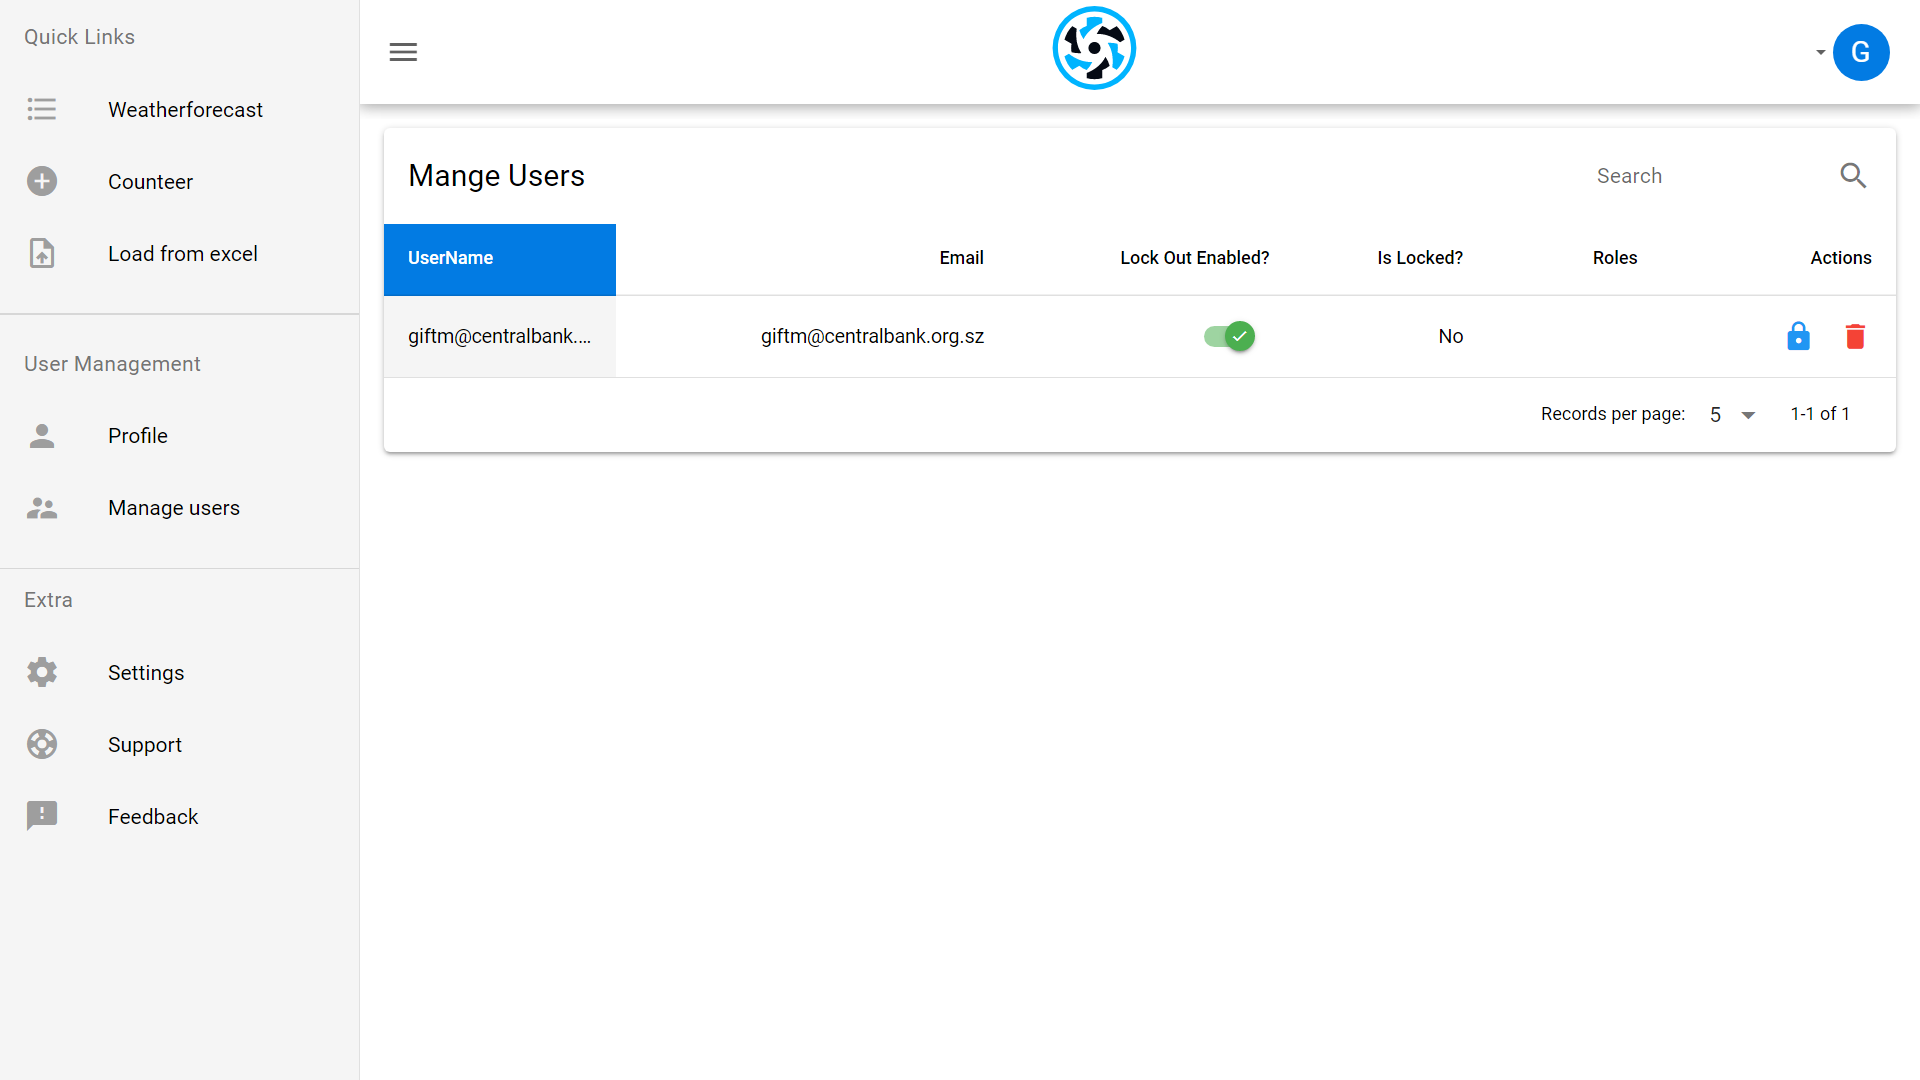 Quick Links
Weatherforecast
Counteer
Load from excel
User Management
Profile
Manage users
Extra
Settings
Support
Feedback
G
Mange Users
Search
UserName Email Lock Out Enabled? Is Locked? Roles Actions
giftm@centralbank.... giftm@centralbank.org.sz No
Records per page: 5 1-1 of 1